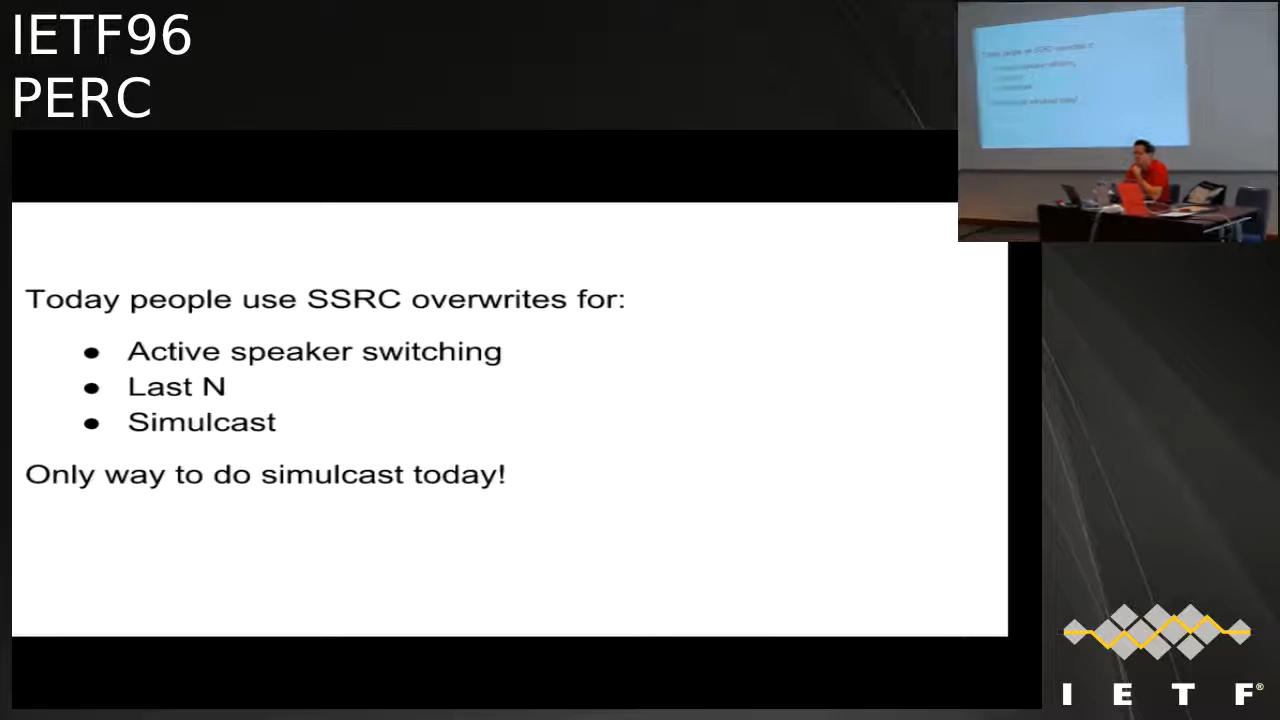 IETF96
PERC
Today people use SSRC overwrites for:
● Active speaker switching
● Last N
● Simulcast
Only way to do simulcast today!
I E T F®